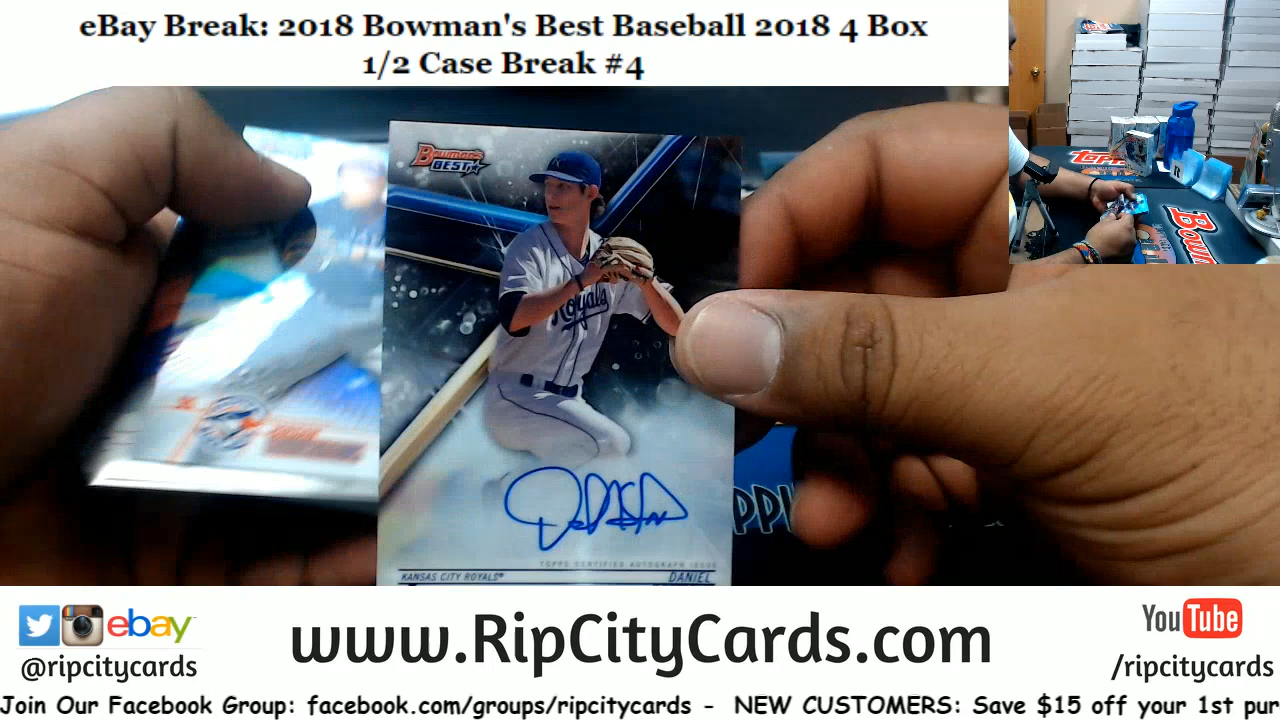 eBay Break: 2018 Bowman's Best Baseball 2018 4 Box
1/2 Case Break #4
Bowman's
BEST
Royals
TOPPS CERTIFIED AUTOGRAPH ISSUE
KANSAS CITY ROYALS®
DANIEL
PPI
topps
Bown
ebay
@ripcitycards
www.RipCityCards.com
YouTube
/ripcitycards
Join Our Facebook Group: facebook.com/groups/ripcitycards - NEW CUSTOMERS: Save $15 off your 1st pur